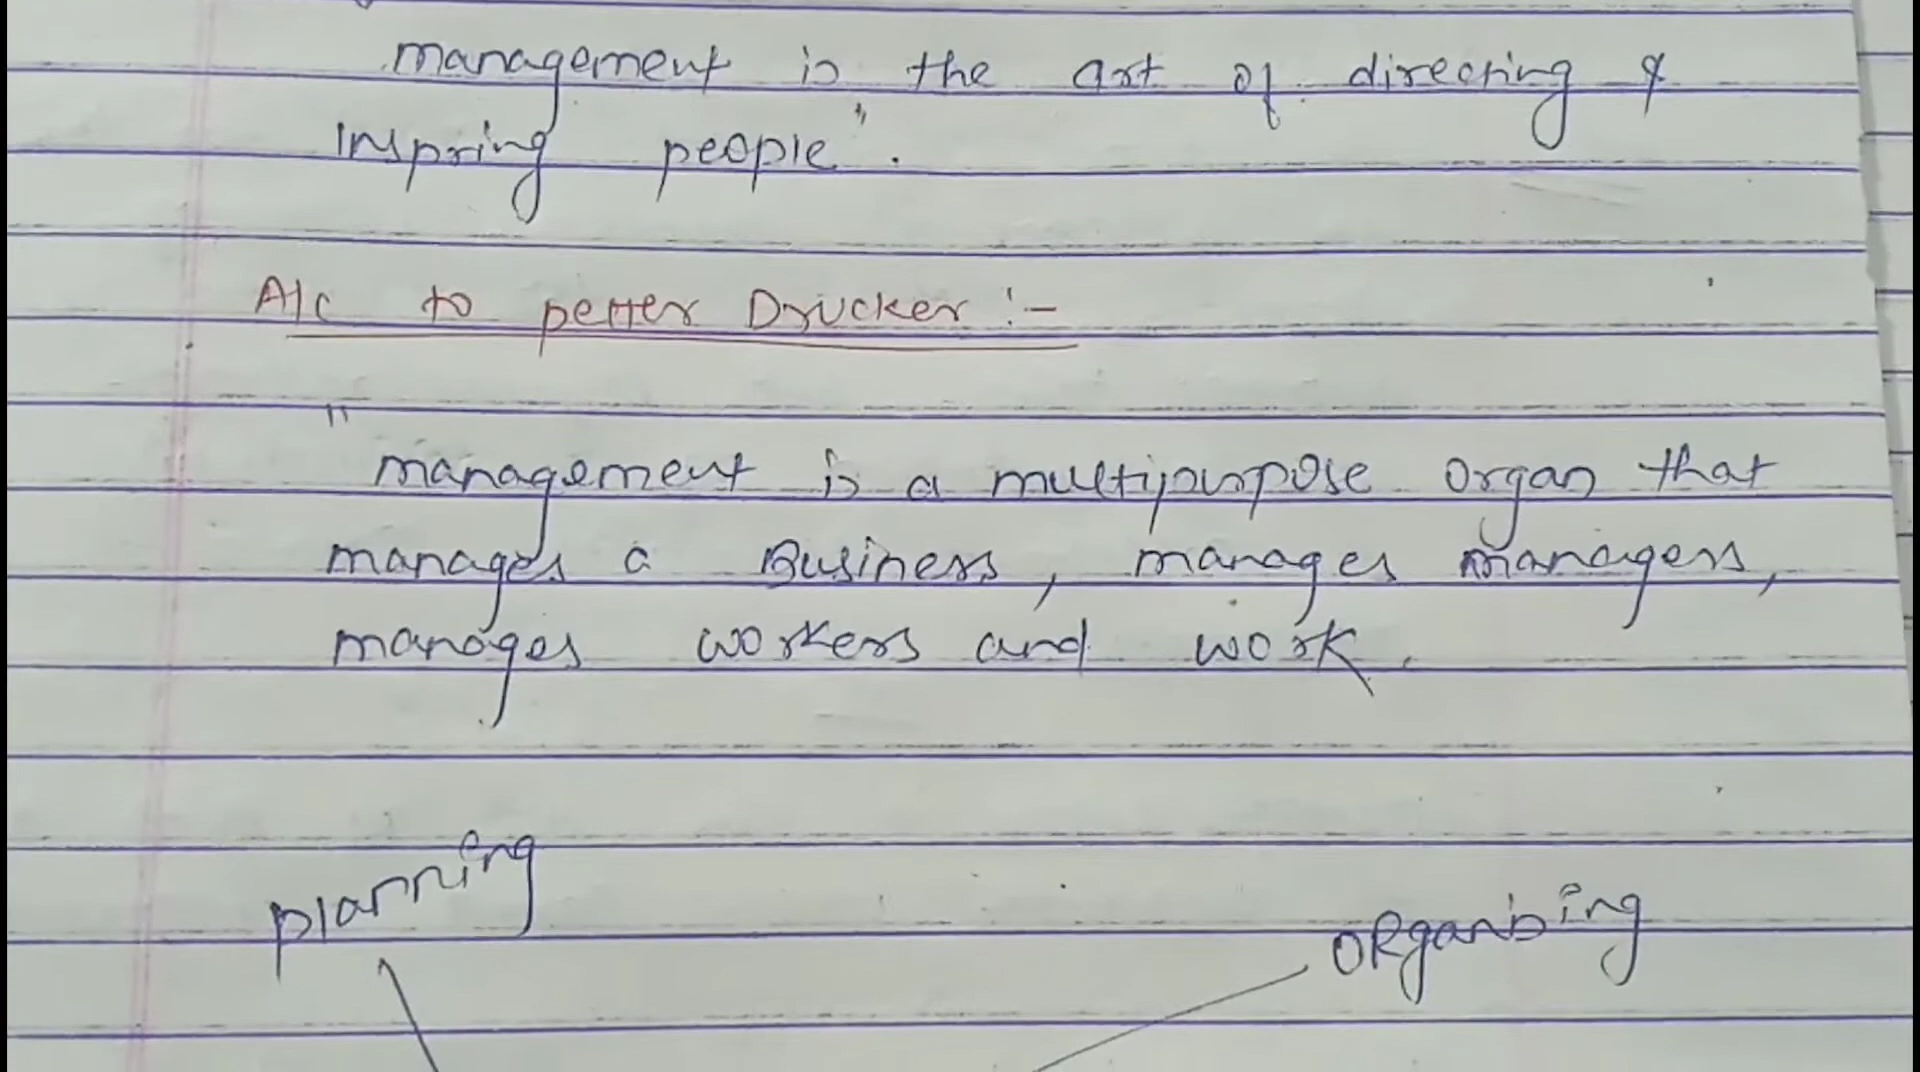 management is the art of directing &
Inspring people".
A/c to petter Drucker :-
"
management is a multipurpose organ that
manages a Business, manages managers,
manages workers and work.
planning
ORganising